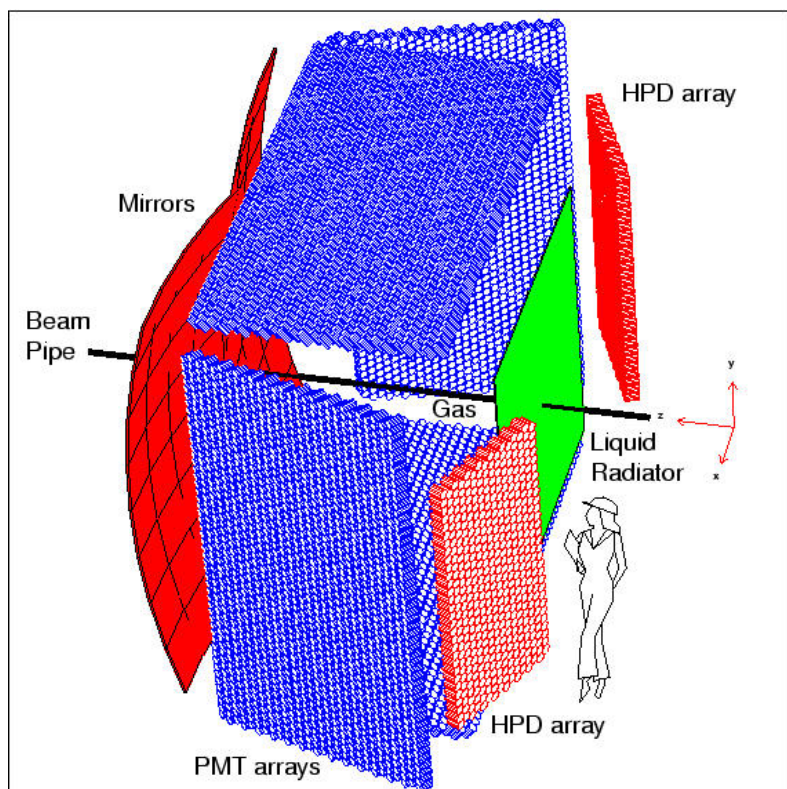 HPD array
Mirrors
Beam
Pipe
Gas
Liquid
Radiator
HPD array
PMT arrays
y
z
x